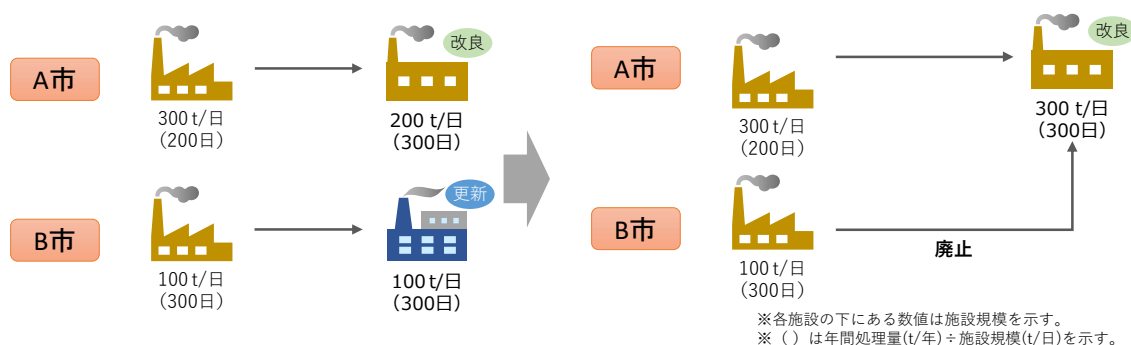 A市
300 t/日
(200日)
改良
200 t/日
(300日)
B市
100 t/日
(300日)
更新
100 t/日
(300日)
A市
300 t/日
(200日)
改良
300 t/日
(300日)
B市
100 t/日
(300日)
廃止
※各施設の下にある数値は施設規模を示す。
※（ ）は年間処理量(t/年)÷施設規模(t/日)を示す。